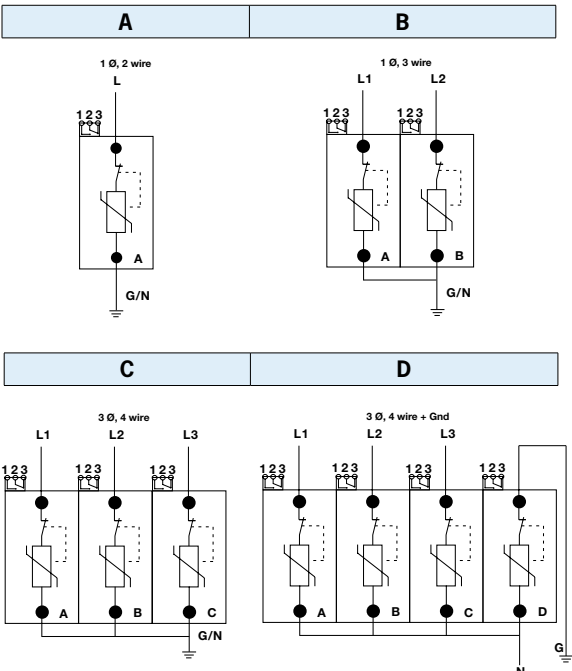 A B
1 Ø, 2 wire 1 Ø, 3 wire
L L1 L2
1 2 3 1 2 3 1 2 3
A A B
G/N G/N
C D
3 Ø, 4 wire 3 Ø, 4 wire + Gnd
L1 L2 L3 L1 L2 L3
1 2 3 1 2 3 1 2 3 1 2 3 1 2 3 1 2 3 1 2 3
A B C A B C D
G/N
G
N